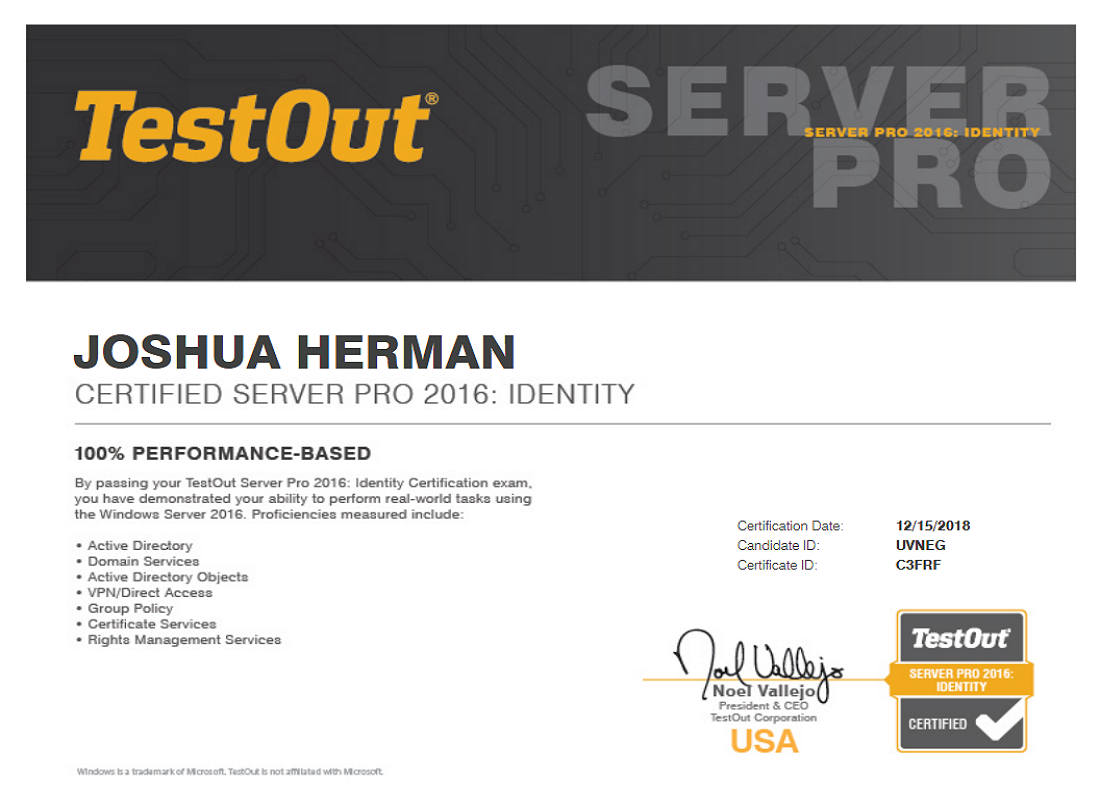 TestOut®
SERVER
SERVER PRO 2016: IDENTITY
PRO
JOSHUA HERMAN
CERTIFIED SERVER PRO 2016: IDENTITY
100% PERFORMANCE-BASED
By passing your TestOut Server Pro 2016: Identity Certification exam,
you have demonstrated your ability to perform real-world tasks using
the Windows Server 2016. Proficiencies measured include:
• Active Directory
• Domain Services
• Active Directory Objects
• VPN/Direct Access
• Group Policy
• Certificate Services
• Rights Management Services
Certification Date: 12/15/2018
Candidate ID: UVNEG
Certificate ID: C3FRF
Noel Vallejo
Noel Vallejo
President & CEO
TestOut Corporation
USA
TestOut
SERVER PRO 2016:
IDENTITY
CERTIFIED
Windows is a trademark of Microsoft. TestOut is not affiliated with Microsoft.